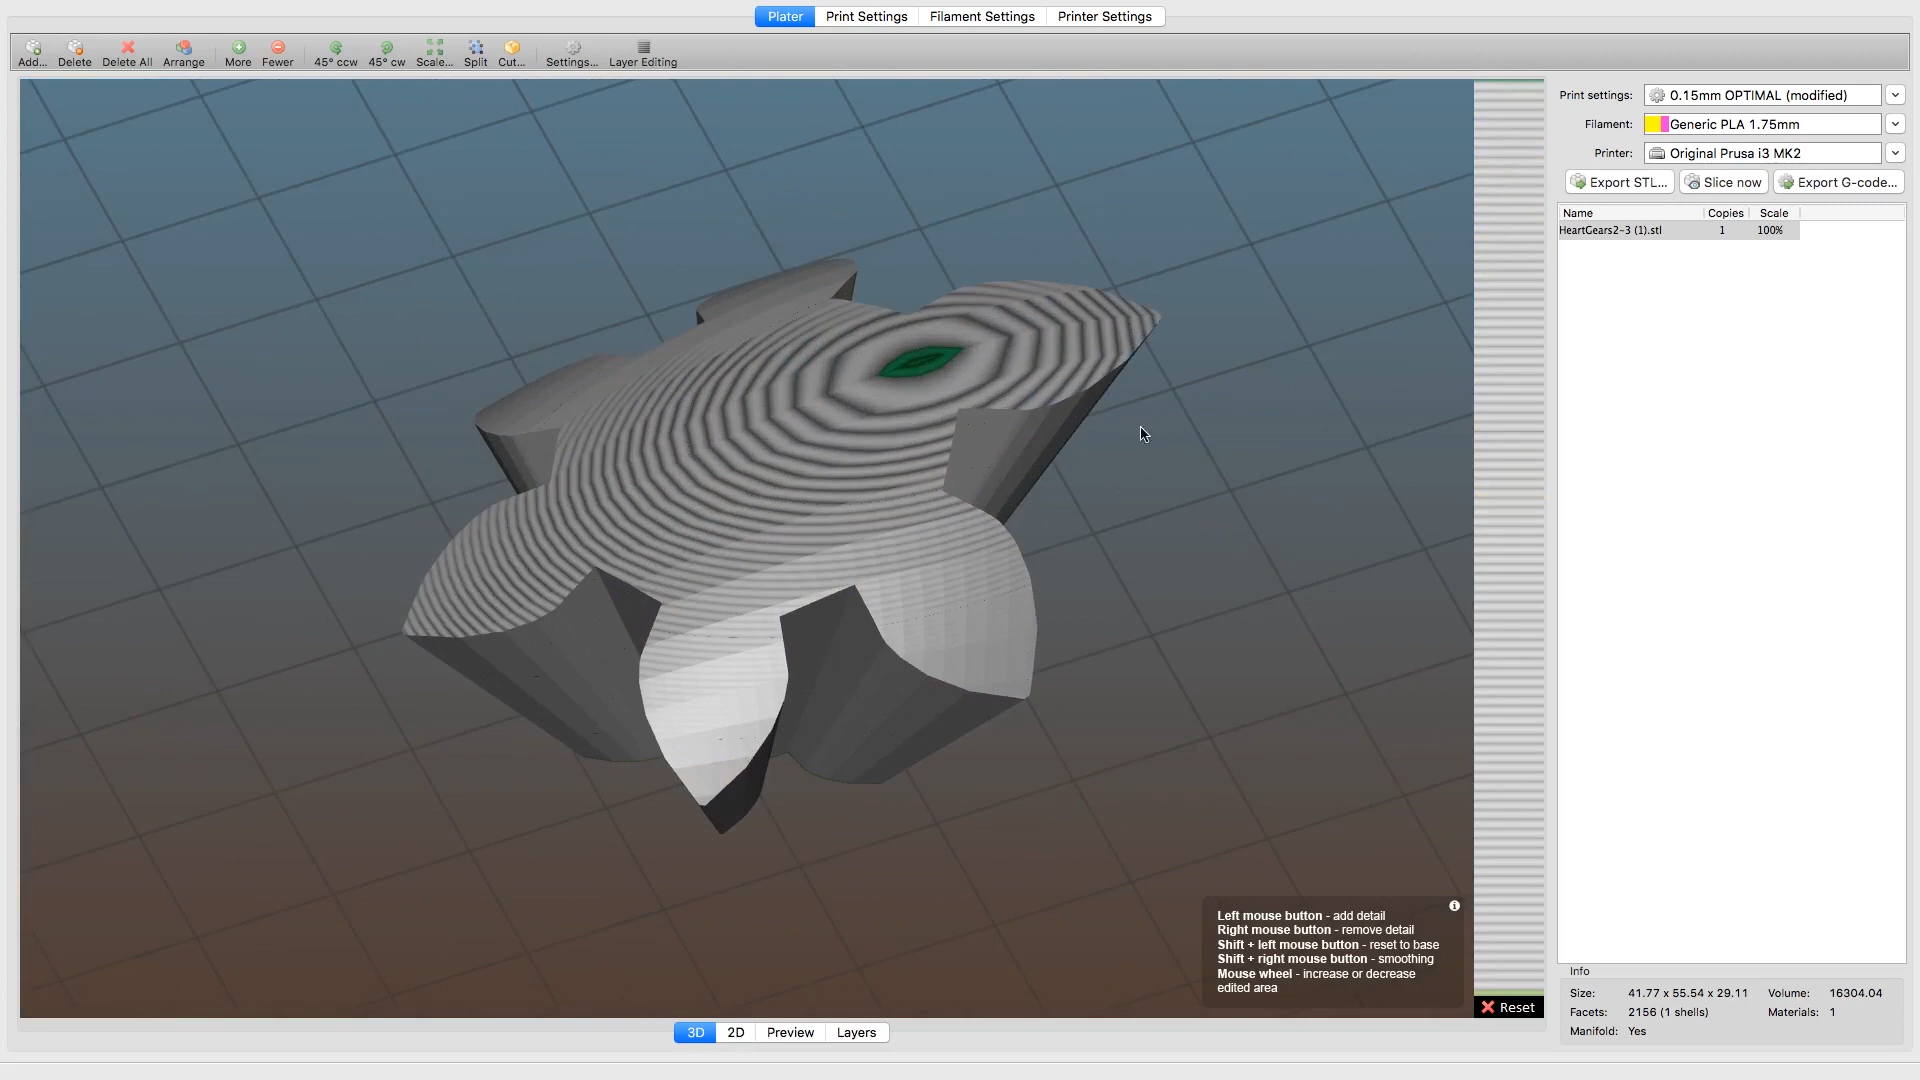 Plater Print Settings Filament Settings Printer Settings
Add... Delete Delete All Arrange More Fewer 45° ccw 45° cw Scale... Split Cut... Settings... Layer Editing
Print settings: 0.15mm OPTIMAL (modified)
Filament: Generic PLA 1.75mm
Printer: Original Prusa i3 MK2
Export STL... Slice now Export G-code...
Name Copies Scale
HeartGears2-3 (1).stl 1 100%
Left mouse button - add detail
Right mouse button - remove detail
Shift + left mouse button - reset to base
Shift + right mouse button - smoothing
Mouse wheel - increase or decrease
edited area
Reset
Info
Size: 41.77 x 55.54 x 29.11 Volume: 16304.04
Facets: 2156 (1 shells) Materials: 1
Manifold: Yes
3D 2D Preview Layers